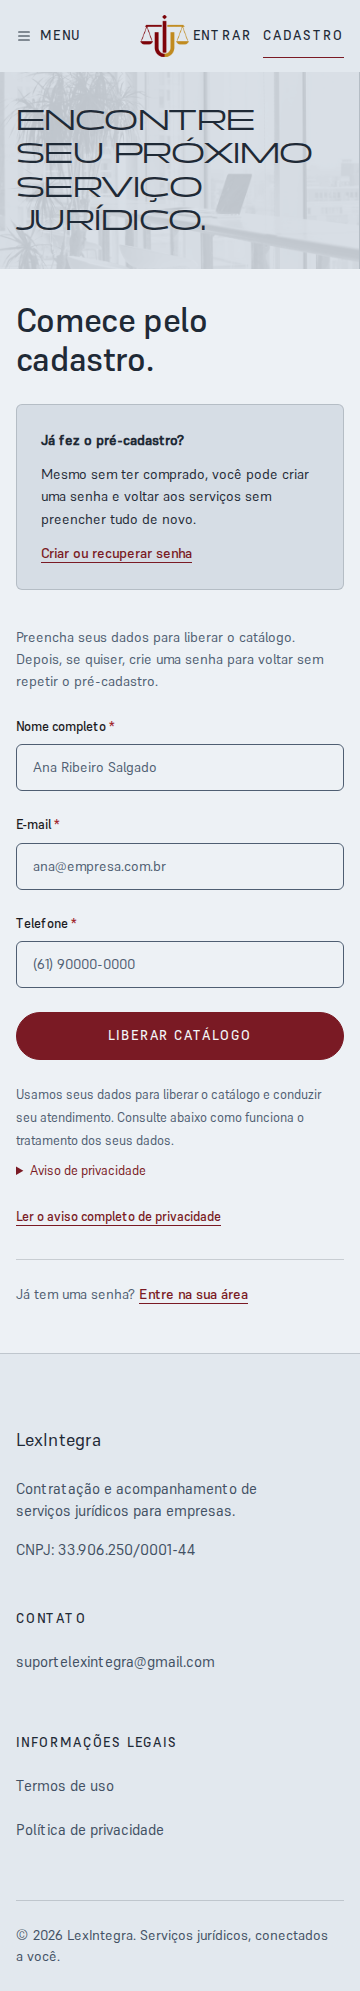 MENU
ENTRAR
CADASTRO
ENCONTRE
SEU PRÓXIMO
SERVIÇO
JURÍDICO.
Comece pelo
cadastro.
Já fez o pré-cadastro?
Mesmo sem ter comprado, você pode criar
uma senha e voltar aos serviços sem
preencher tudo de novo.
Criar ou recuperar senha
Preencha seus dados para liberar o catálogo.
Depois, se quiser, crie uma senha para voltar sem
repetir o pré-cadastro.
Nome completo *
Ana Ribeiro Salgado
E-mail *
ana@empresa.com.br
Telefone *
(61) 90000-0000
LIBERAR CATÁLOGO
Usamos seus dados para liberar o catálogo e conduzir
seu atendimento. Consulte abaixo como funciona o
tratamento dos seus dados.
Aviso de privacidade
Ler o aviso completo de privacidade
Já tem uma senha? Entre na sua área
LexIntegra
Contratação e acompanhamento de
serviços jurídicos para empresas.
CNPJ: 33.906.250/0001-44
CONTATO
suportelexintegra@gmail.com
INFORMAÇÕES LEGAIS
Termos de uso
Política de privacidade
© 2026 LexIntegra. Serviços jurídicos, conectados
a você.